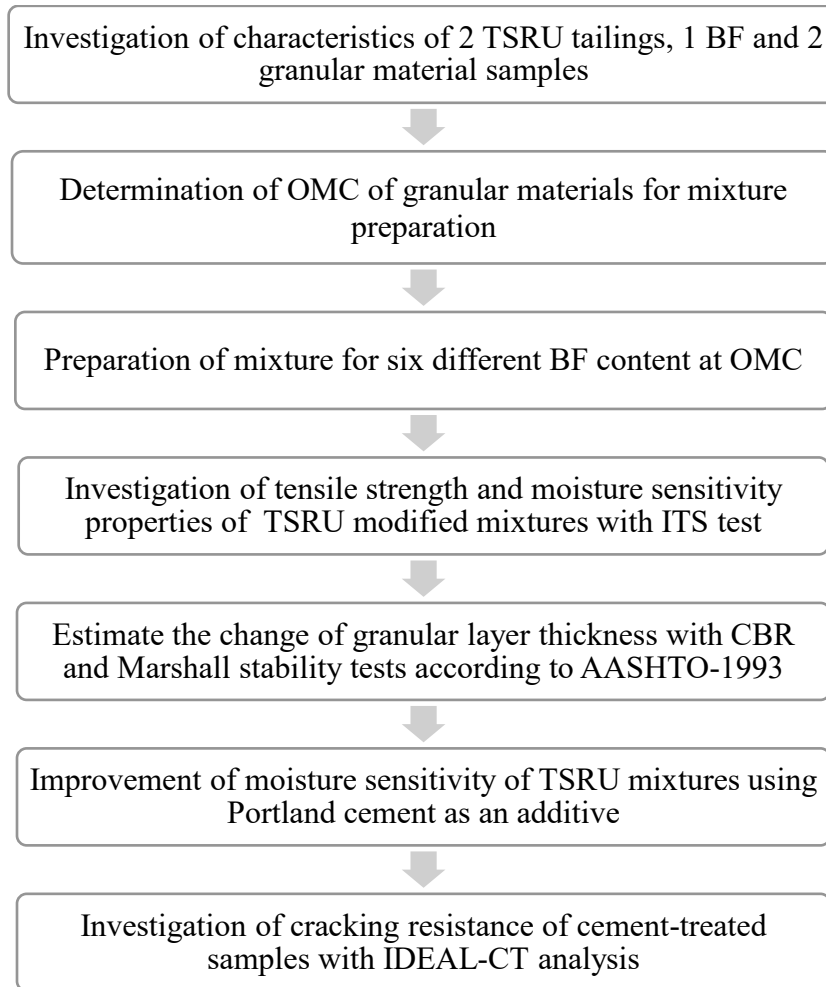 Investigation of characteristics of 2 TSRU tailings, 1 BF and 2
granular material samples
Determination of OMC of granular materials for mixture
preparation
Preparation of mixture for six different BF content at OMC
Investigation of tensile strength and moisture sensitivity
properties of TSRU modified mixtures with ITS test
Estimate the change of granular layer thickness with CBR
and Marshall stability tests according to AASHTO-1993
Improvement of moisture sensitivity of TSRU mixtures using
Portland cement as an additive
Investigation of cracking resistance of cement-treated
samples with IDEAL-CT analysis